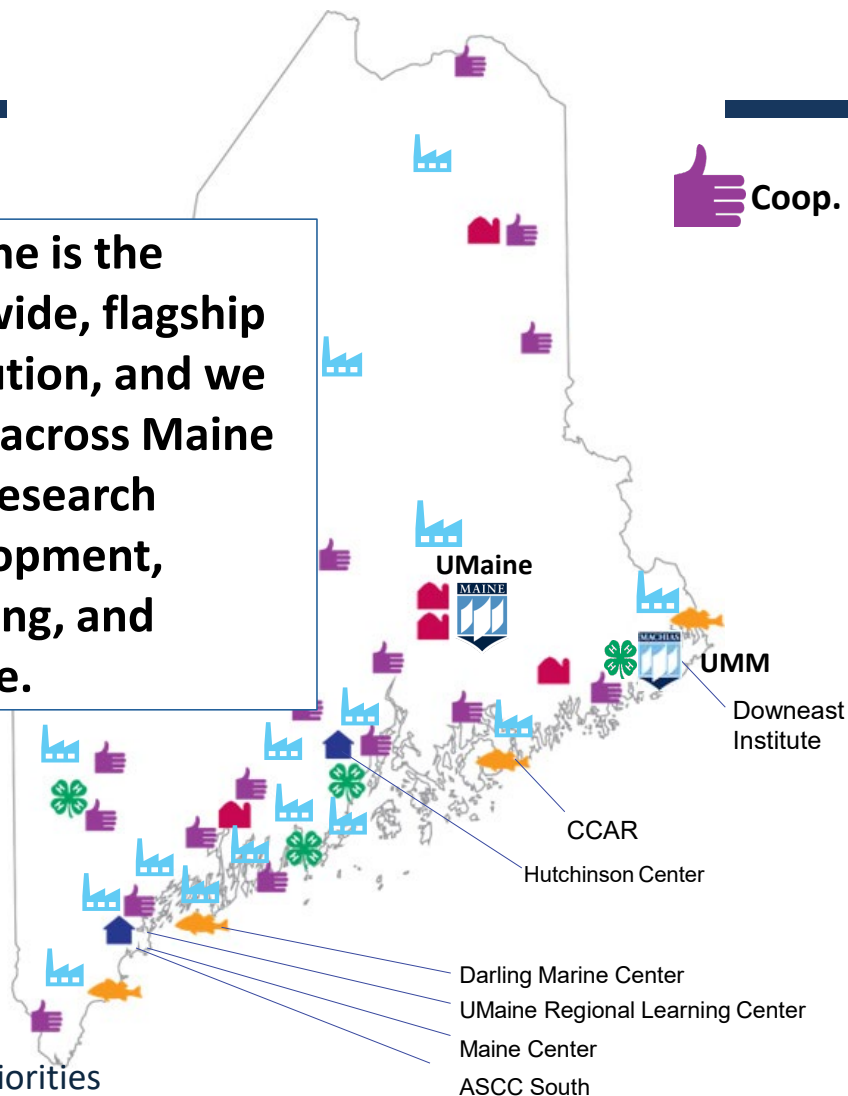 Coop.
ne is the
wide, flagship
ution, and we
across Maine
esearch
opment,
ing, and
e.
UMaine
MAINE
MACHIAS
UMM
Downeast
Institute
CCAR
Hutchinson Center
Darling Marine Center
UMaine Regional Learning Center
Maine Center
ASCC South
iorities